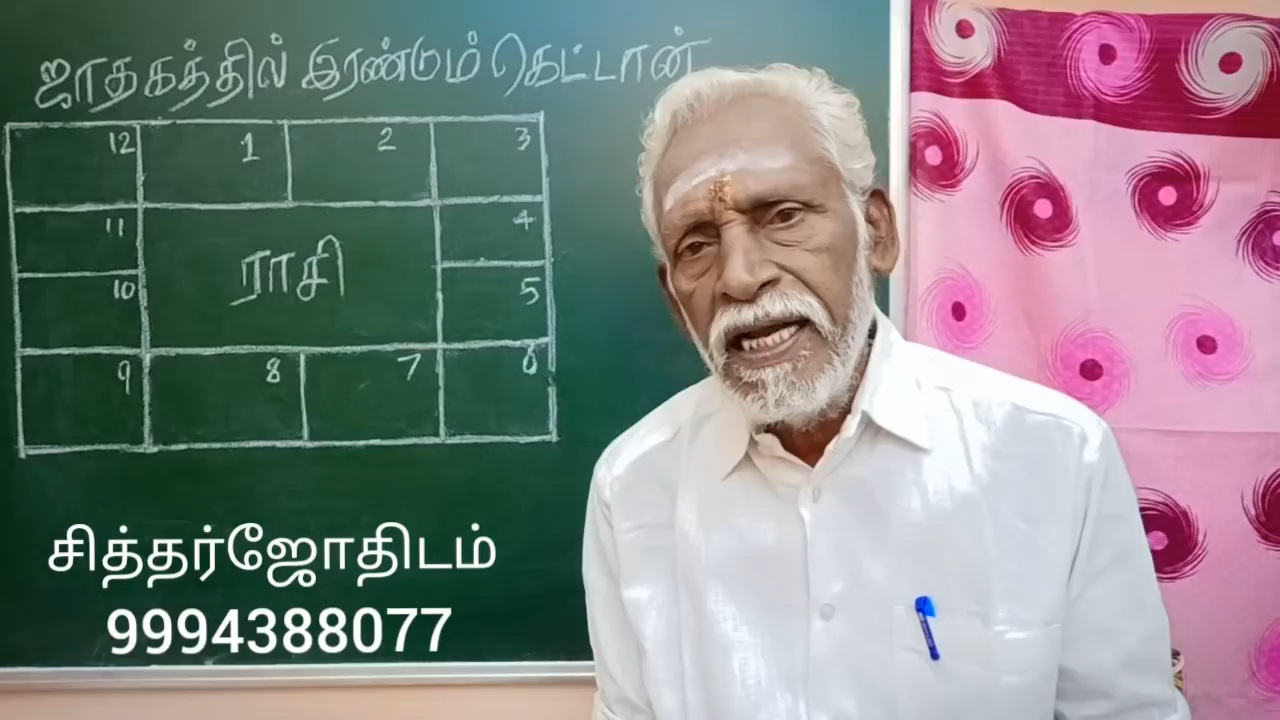 ஜாதகத்தில் இரண்டும் கெட்டான்
12 1 2 3
11 4
ராசி
10 5
9 8 7 6
சித்தர்ஜோதிடம்
9994388077